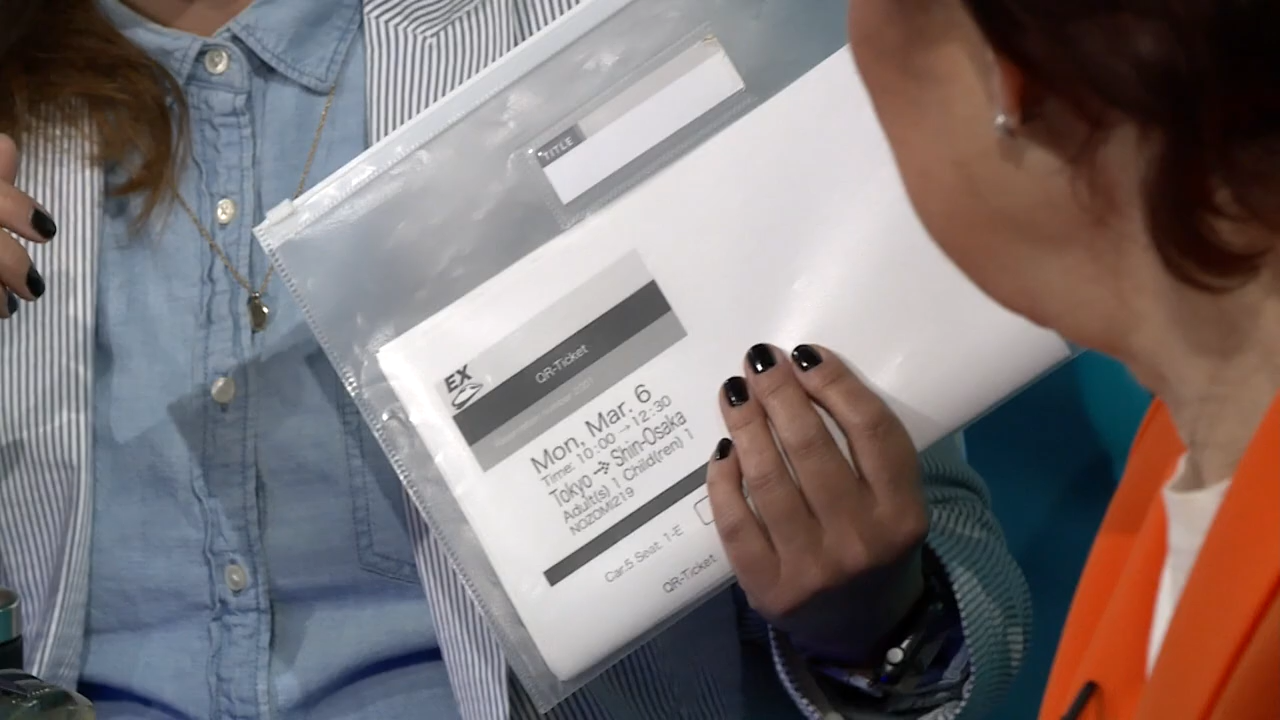 TITLE
EX
QR-Ticket
Mon, Mar. 6
Time: 10:00→12:30
Tokyo → Shin-Osaka
Adult(s) 1 Child(ren) 1
NOZOMI219
Car.5 Seat: 1-E
QR-Ticket